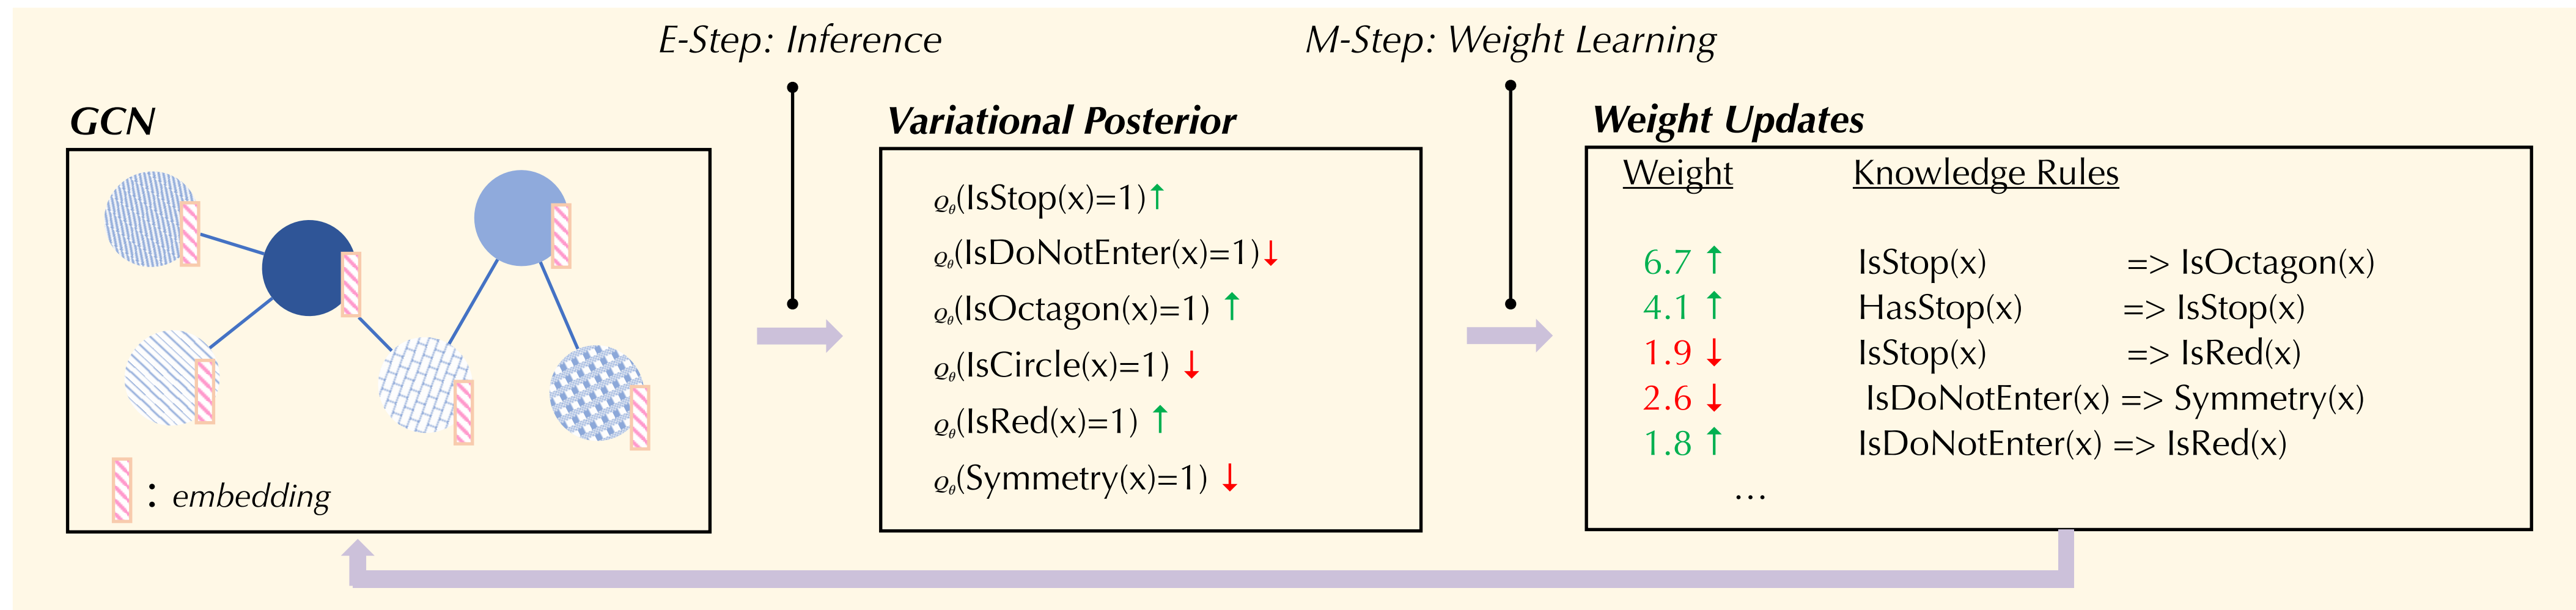 E-Step: Inference
M-Step: Weight Learning
GCN
: embedding
Variational Posterior
Qθ(IsStop(x)=1)↑
Qθ(IsDoNotEnter(x)=1)↓
Qθ(IsOctagon(x)=1) ↑
Qθ(IsCircle(x)=1) ↓
Qθ(IsRed(x)=1) ↑
Qθ(Symmetry(x)=1) ↓
Weight Updates
Weight Knowledge Rules
6.7 ↑ IsStop(x) => IsOctagon(x)
4.1 ↑ HasStop(x) => IsStop(x)
1.9 ↓ IsStop(x) => IsRed(x)
2.6 ↓ IsDoNotEnter(x) => Symmetry(x)
1.8 ↑ IsDoNotEnter(x) => IsRed(x)
...